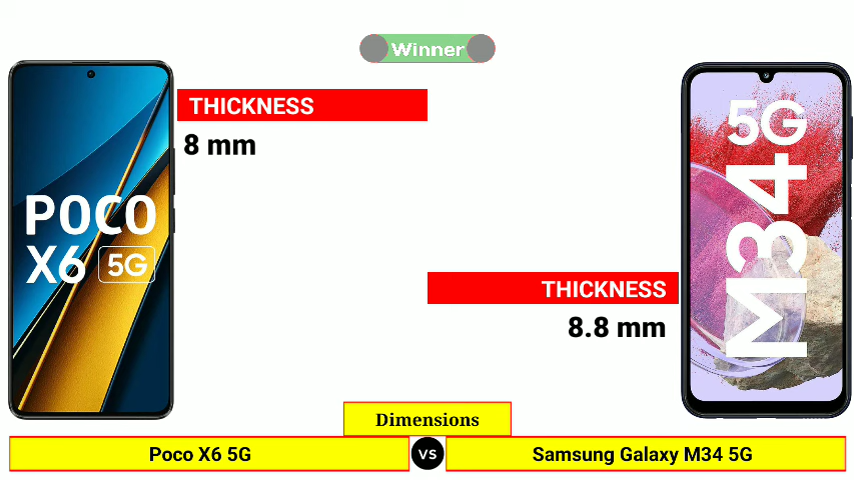 Winner
THICKNESS
8 mm
POCO
X6 5G
5G
M34
THICKNESS
8.8 mm
Dimensions
Poco X6 5G
VS
Samsung Galaxy M34 5G